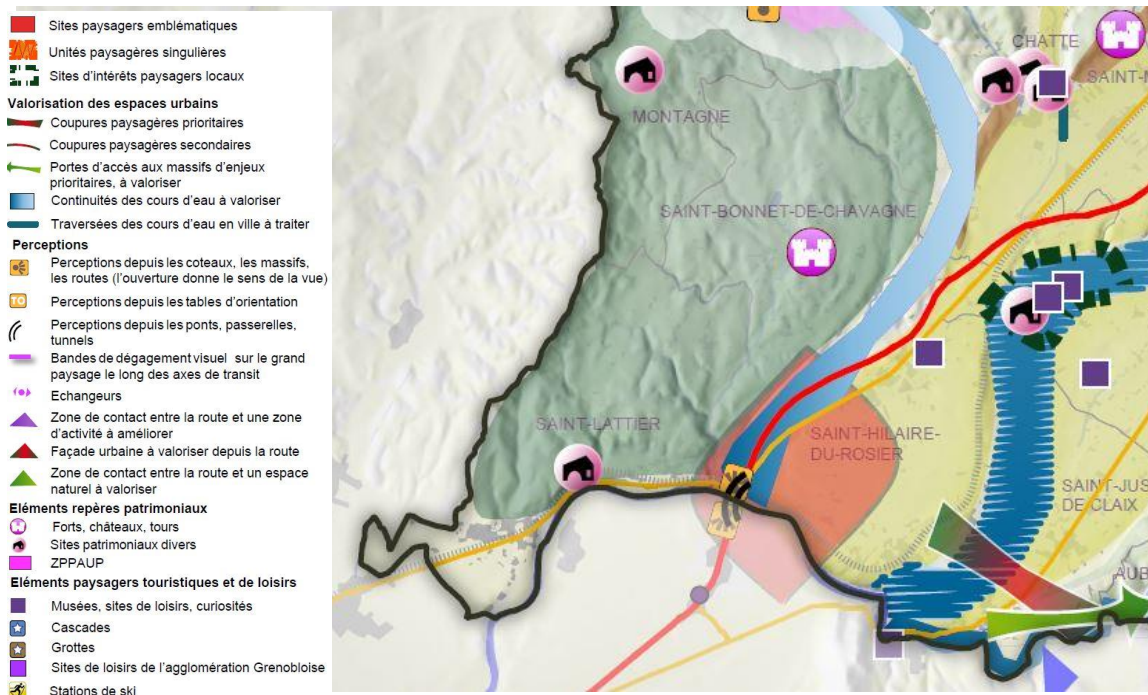 Sites paysagers emblématiques
Unités paysagères singulières
Sites d'intérêts paysagers locaux
Valorisation des espaces urbains
Coupures paysagères prioritaires
Coupures paysagères secondaires
Portes d'accès aux massifs d'enjeux
prioritaires, à valoriser
Continuités des cours d'eau à valoriser
Traversées des cours d'eau en ville à traiter
Perceptions
Perceptions depuis les coteaux, les massifs,
les routes (l'ouverture donne le sens de la vue)
TO Perceptions depuis les tables d'orientation
Perceptions depuis les ponts, passerelles,
tunnels
Bandes de dégagement visuel sur le grand
paysage le long des axes de transit
Echangeurs
Zone de contact entre la route et une zone
d'activité à améliorer
Façade urbaine à valoriser depuis la route
Zone de contact entre la route et un espace
naturel à valoriser
Eléments repères patrimoniaux
Forts, châteaux, tours
Sites patrimoniaux divers
ZPPAUP
Eléments paysagers touristiques et de loisirs
Musées, sites de loisirs, curiosités
Cascades
Grottes
Sites de loisirs de l'agglomération Grenobloise
Stations de ski
CHATTE
SAINT-M
MONTAGNE
SAINT-BONNET-DE-CHAVAGNE
SAINT-LATTIER
SAINT-HILAIRE-
DU-ROSIER
SAINT-JUS
DE CLAIX
AUB